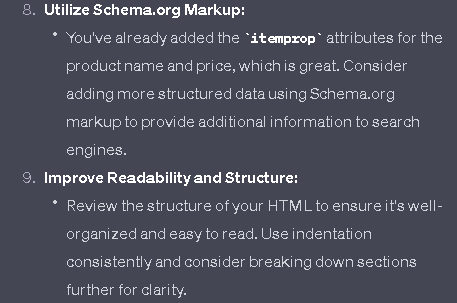 8. Utilize Schema.org Markup:
• You've already added the `itemprop` attributes for the
product name and price, which is great. Consider
adding more structured data using Schema.org
markup to provide additional information to search
engines.
9. Improve Readability and Structure:
• Review the structure of your HTML to ensure it's well-
organized and easy to read. Use indentation
consistently and consider breaking down sections
further for clarity.